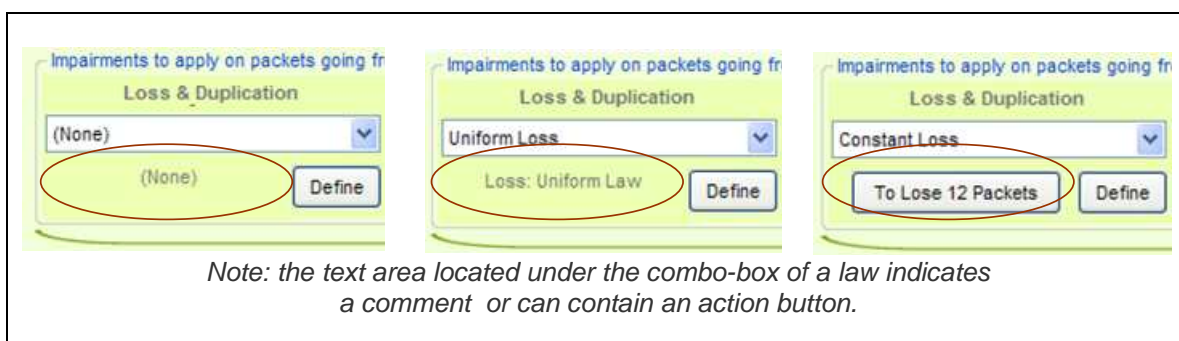 Impairments to apply on packets going fr
Loss & Duplication
(None)
(None)
Define
Impairments to apply on packets going fr
Loss & Duplication
Uniform Loss
Loss: Uniform Law
Define
Impairments to apply on packets going fr
Loss & Duplication
Constant Loss
To Lose 12 Packets
Define
Note: the text area located under the combo-box of a law indicates
a comment or can contain an action button.